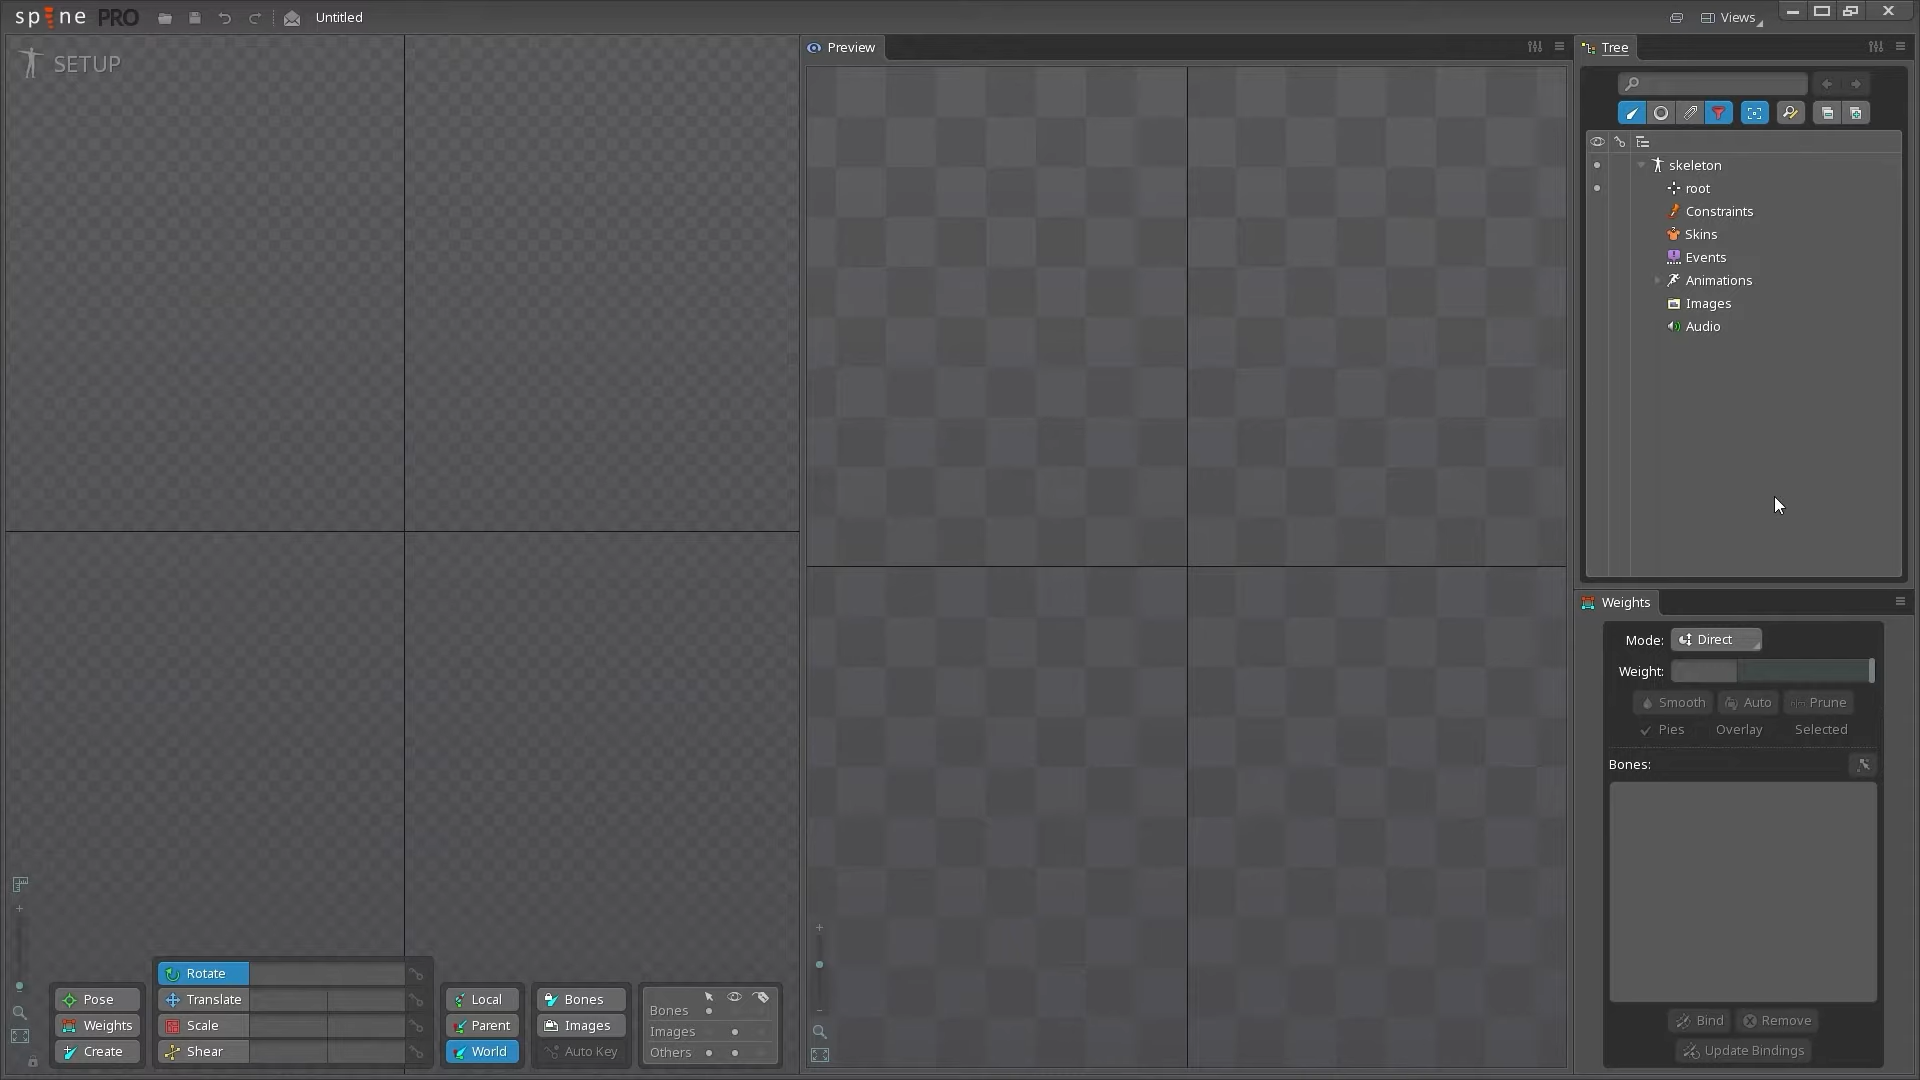 spine PRO
Untitled
Views
SETUP
Preview
Tree
skeleton
root
Constraints
Skins
Events
Animations
Images
Audio
Weights
Mode: Direct
Weight:
Smooth Auto Prune
Pies Overlay Selected
Bones:
Bind Remove
Update Bindings
Pose
Weights
Create
Rotate
Translate
Scale
Shear
Local
Parent
World
Bones
Images
Auto Key
Bones
Images
Others